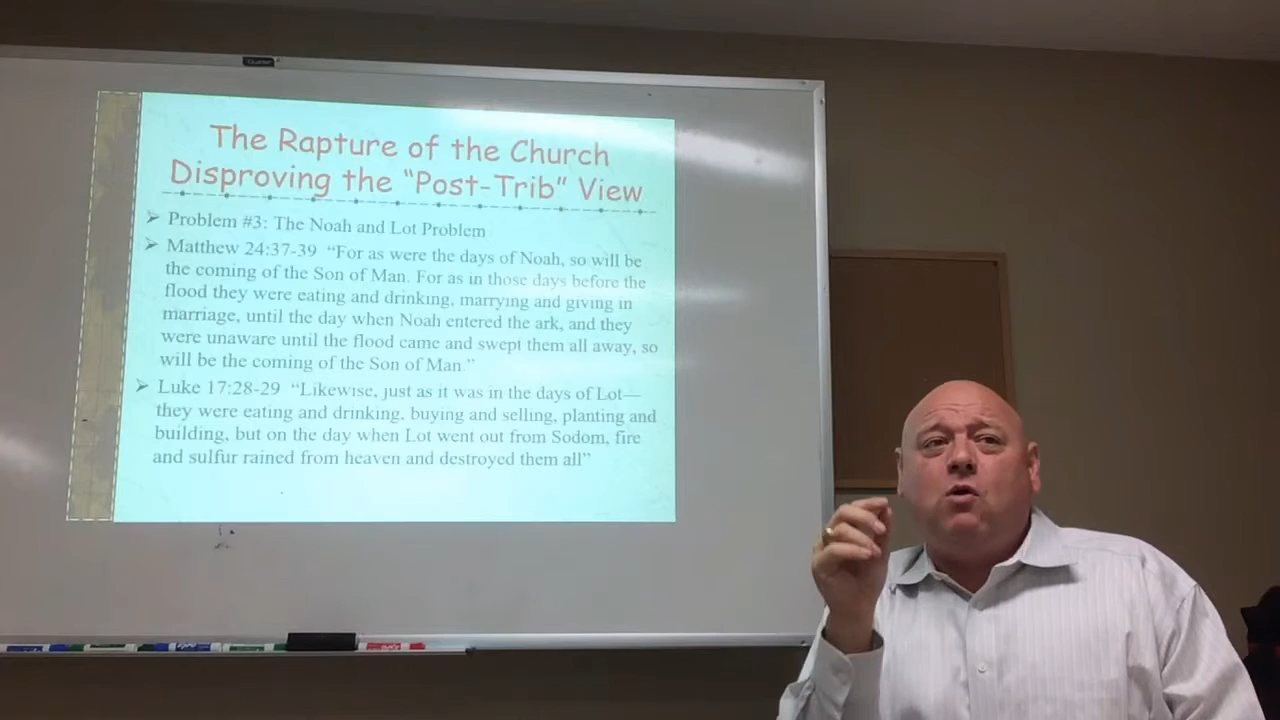 The Rapture of the Church
Disproving the “Post-Trib” View
Problem #3: The Noah and Lot Problem
Matthew 24:37-39 “For as were the days of Noah, so will be
the coming of the Son of Man. For as in those days before the
flood they were eating and drinking, marrying and giving in
marriage, until the day when Noah entered the ark, and they
were unaware until the flood came and swept them all away, so
will be the coming of the Son of Man.”
Luke 17:28-29 “Likewise, just as it was in the days of Lot—
they were eating and drinking, buying and selling, planting and
building, but on the day when Lot went out from Sodom, fire
and sulfur rained from heaven and destroyed them all”